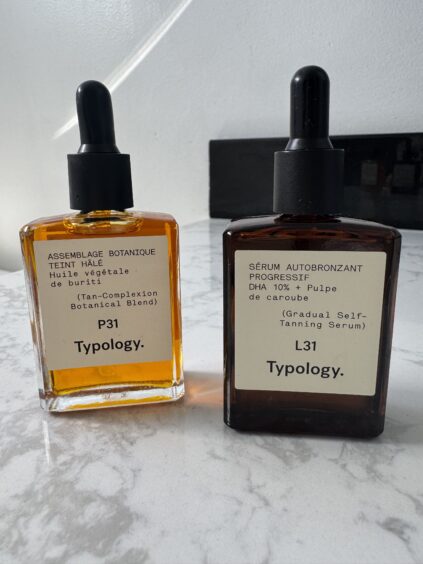 ASSEMBLAGE BOTANIQUE
TEINT HÂLÉ
Huile végétale
de buriti
(Tan-Complexion
Botanical Blend)
P31
Typology.
SÉRUM AUTOBRONZANT
PROGRESSIF
DHA 10% + Pulpe
de caroube
(Gradual Self-
Tanning Serum)
L31
Typology.